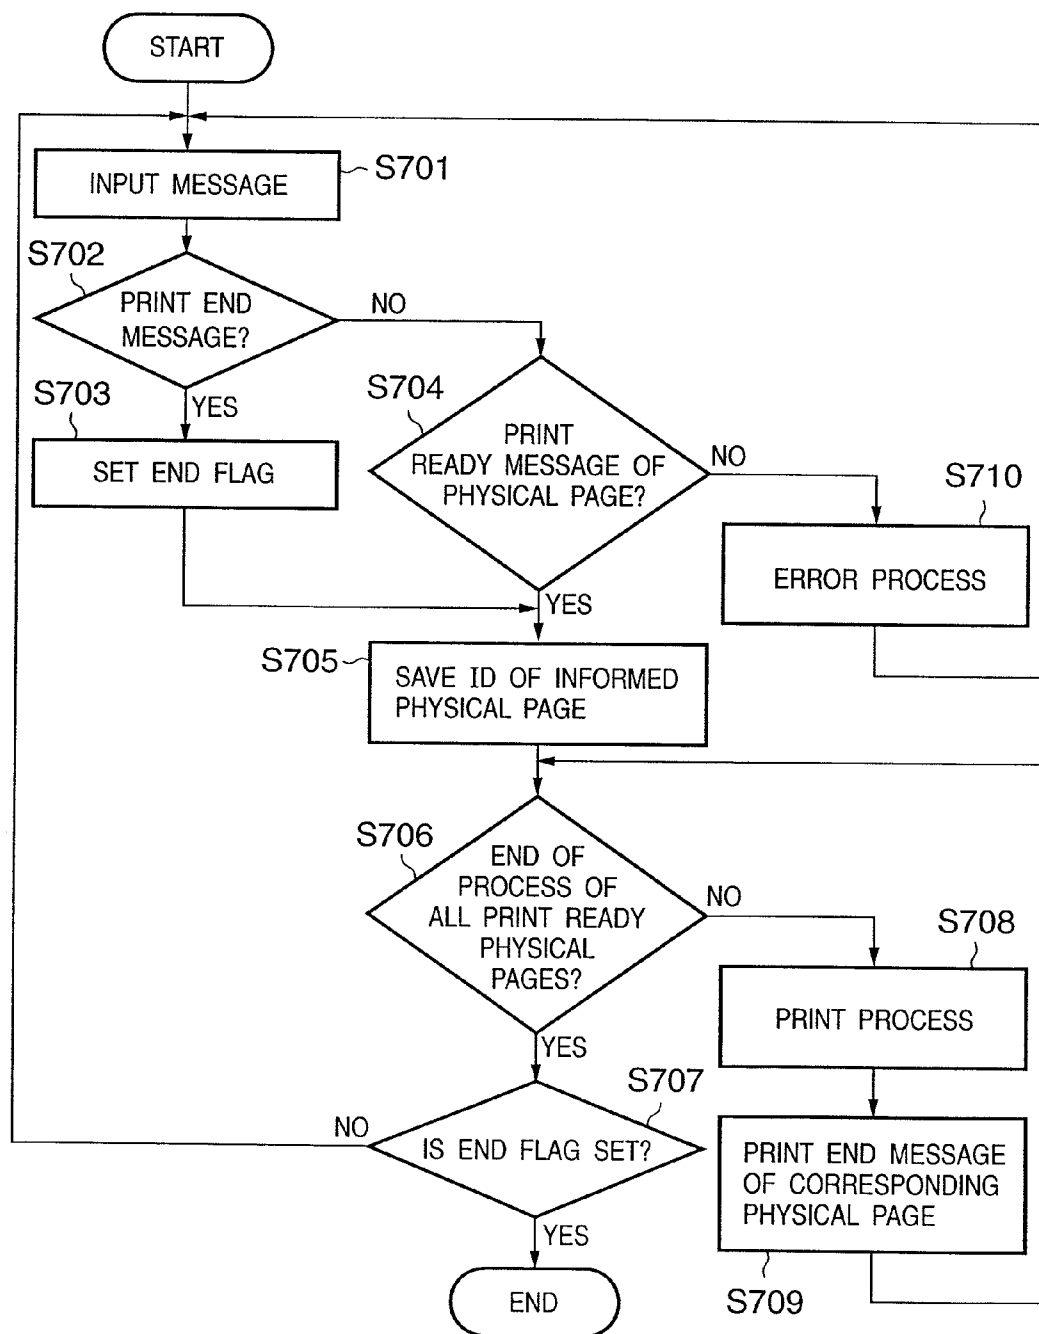 START
INPUT MESSAGE
S701
S702
PRINT END
MESSAGE?
NO
S703
YES
SET END FLAG
S704
PRINT
READY MESSAGE OF
PHYSICAL PAGE?
NO
S710
ERROR PROCESS
YES
S705
SAVE ID OF INFORMED
PHYSICAL PAGE
S706
END OF
PROCESS OF
ALL PRINT READY
PHYSICAL
PAGES?
NO
S708
PRINT PROCESS
YES
S707
NO
IS END FLAG SET?
PRINT END MESSAGE
OF CORRESPONDING
PHYSICAL PAGE
YES
S709
END